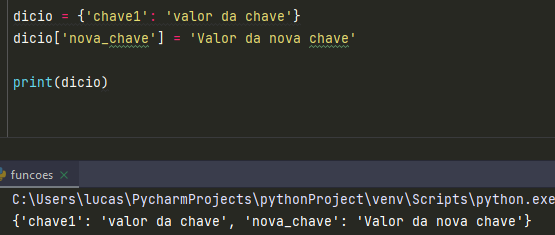 dicio = {'chave1': 'valor da chave'}
dicio['nova_chave'] = 'Valor da nova chave'
print(dicio)
funcoes ×
C:\Users\lucas\PycharmProjects\pythonProject\venv\Scripts\python.exe
{'chave1': 'valor da chave', 'nova_chave': 'Valor da nova chave'}